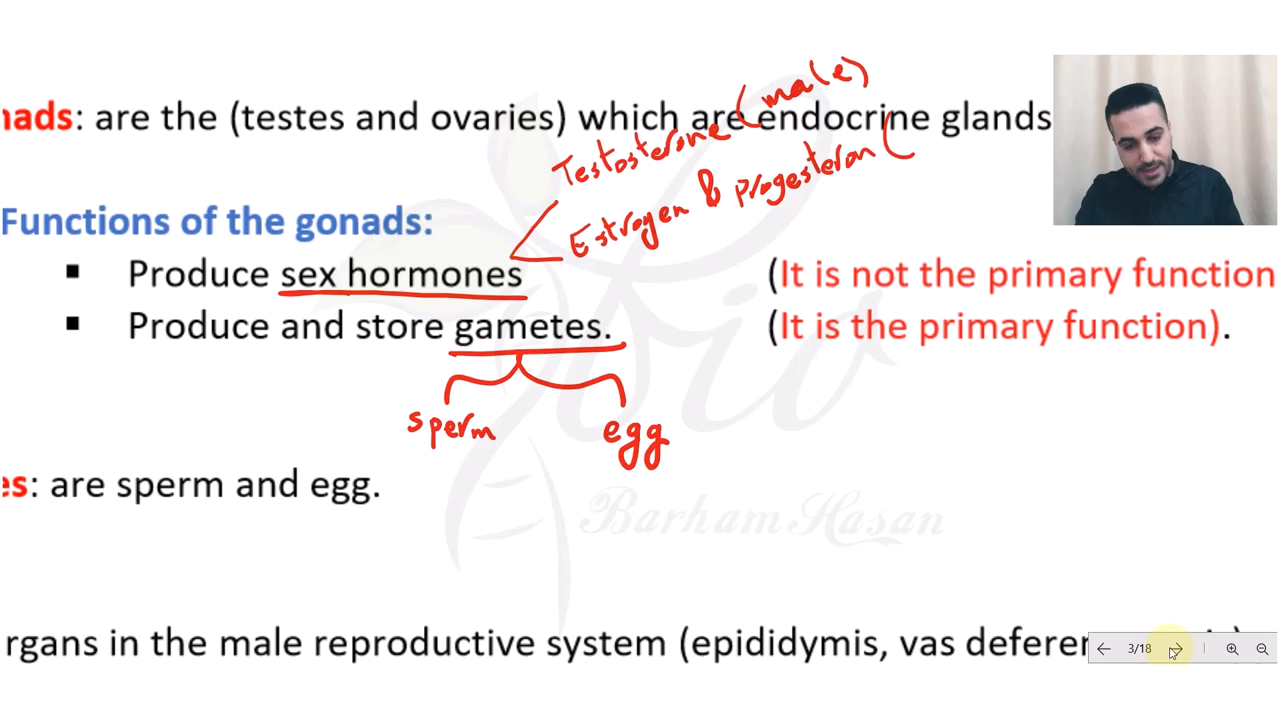 nads: are the (testes and ovaries) which are endocrine glands
Testosterone (male)
Estrogen & progesteron (
Functions of the gonads:
▪ Produce sex hormones (It is not the primary function
▪ Produce and store gametes. (It is the primary function).
sperm egg
es: are sperm and egg.
Barham Hasan
rgans in the male reproductive system (epididymis, vas deferen
3/18